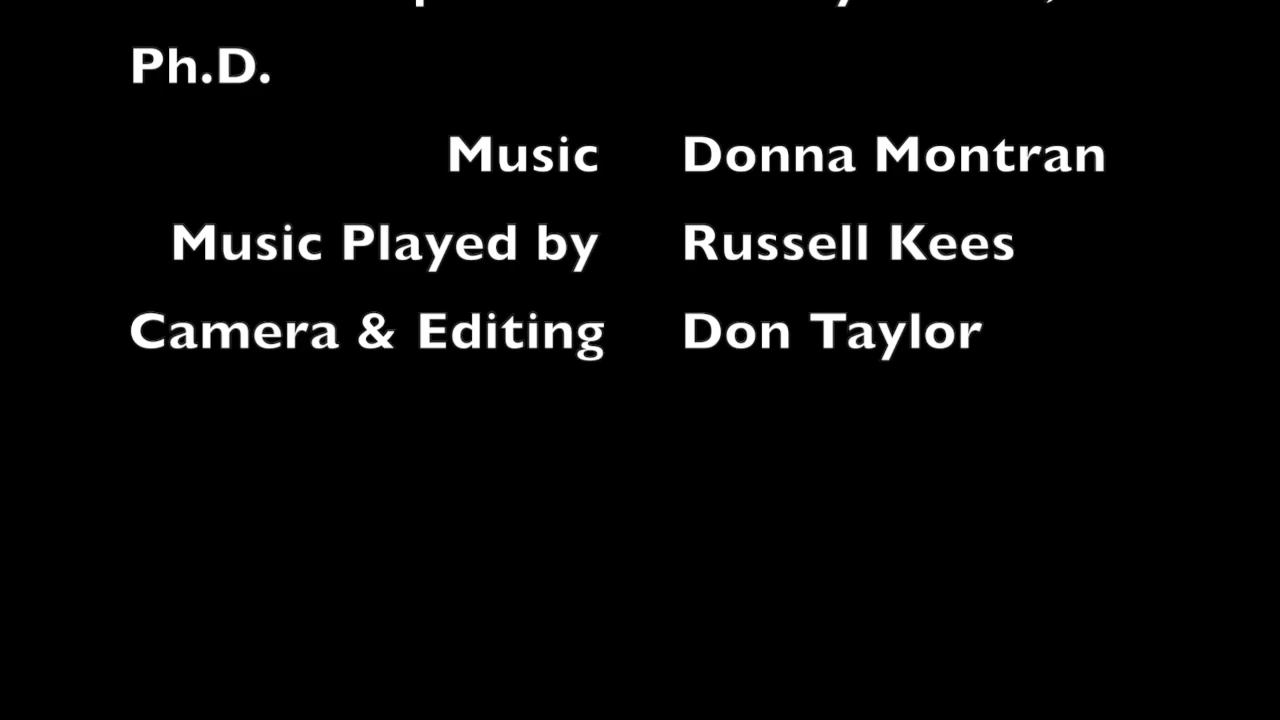 Ph.D.
Music Donna Montran
Music Played by Russell Kees
Camera & Editing Don Taylor